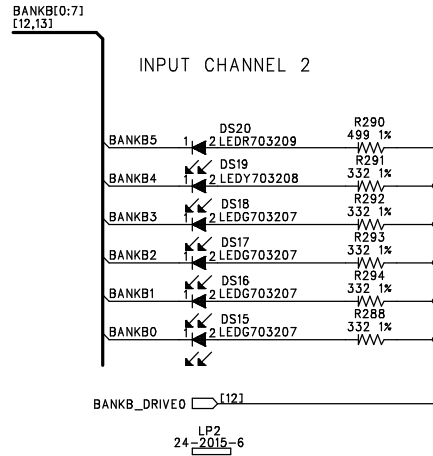 BANKB[0:7]
[12,13]
INPUT CHANNEL 2
BANKB5 1 2 DS20 LEDR703209 R290 499 1%
BANKB4 1 2 DS19 LEDY703208 R291 332 1%
BANKB3 1 2 DS18 LEDG703207 R292 332 1%
BANKB2 1 2 DS17 LEDG703207 R293 332 1%
BANKB1 1 2 DS16 LEDG703207 R294 332 1%
BANKB0 1 2 DS15 LEDG703207 R288 332 1%
BANKB_DRIVE0 [12]
LP2
24-2015-6